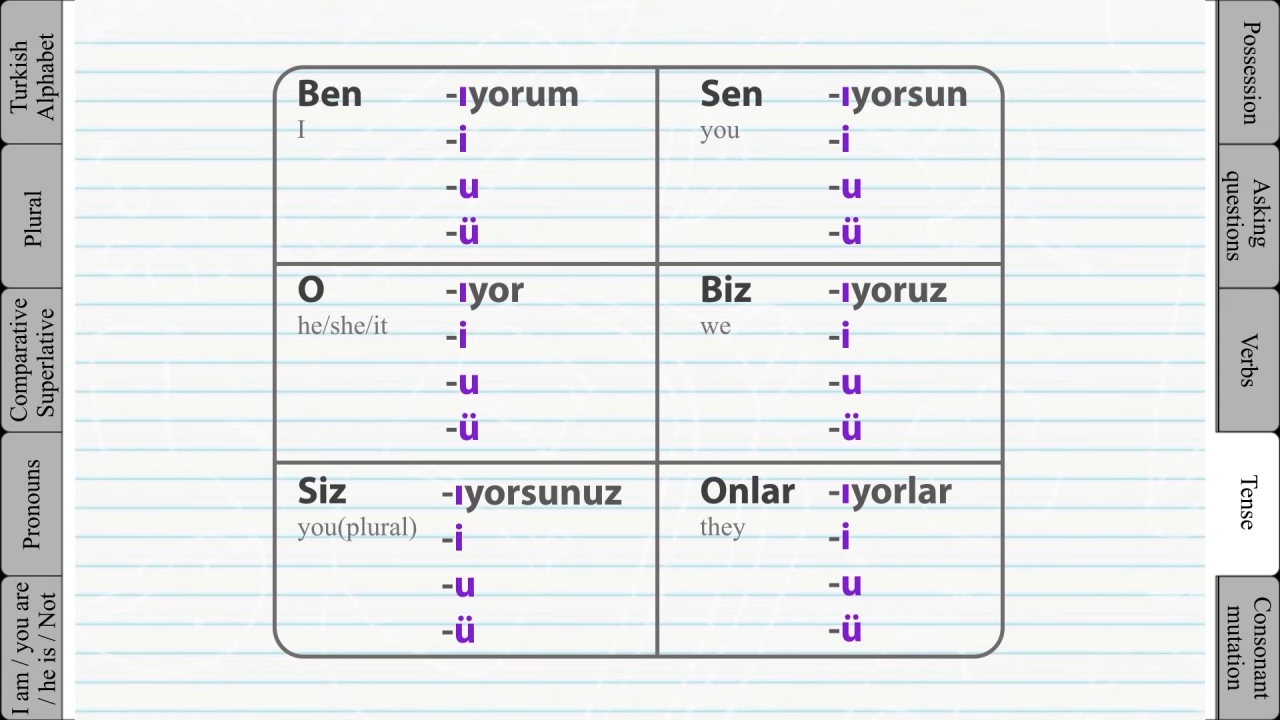 Turkish
Alphabet
Plural
Comparative
Superlative
Pronouns
I am / you are
/ he is / Not
Ben -ıyorum
I
-i
-u
-ü
Sen -ıyorsun
you
-i
-u
-ü
O -ıyor
he/she/it
-i
-u
-ü
Biz -ıyoruz
we
-i
-u
-ü
Siz -ıyorsunuz
you(plural)
-i
-u
-ü
Onlar -ıyorlar
they
-i
-u
-ü
Possession
Asking
questions
Verbs
Tense
Consonant
mutation